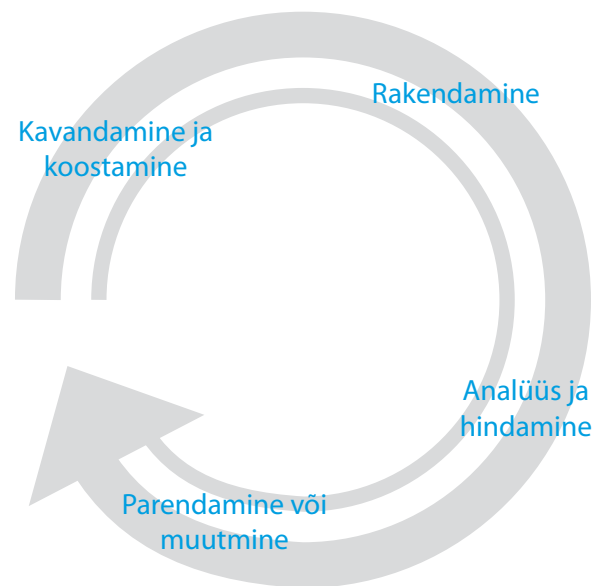 Kavandamine ja
koostamine
Rakendamine
Analüüs ja
hindamine
Parendamine või
muutmine